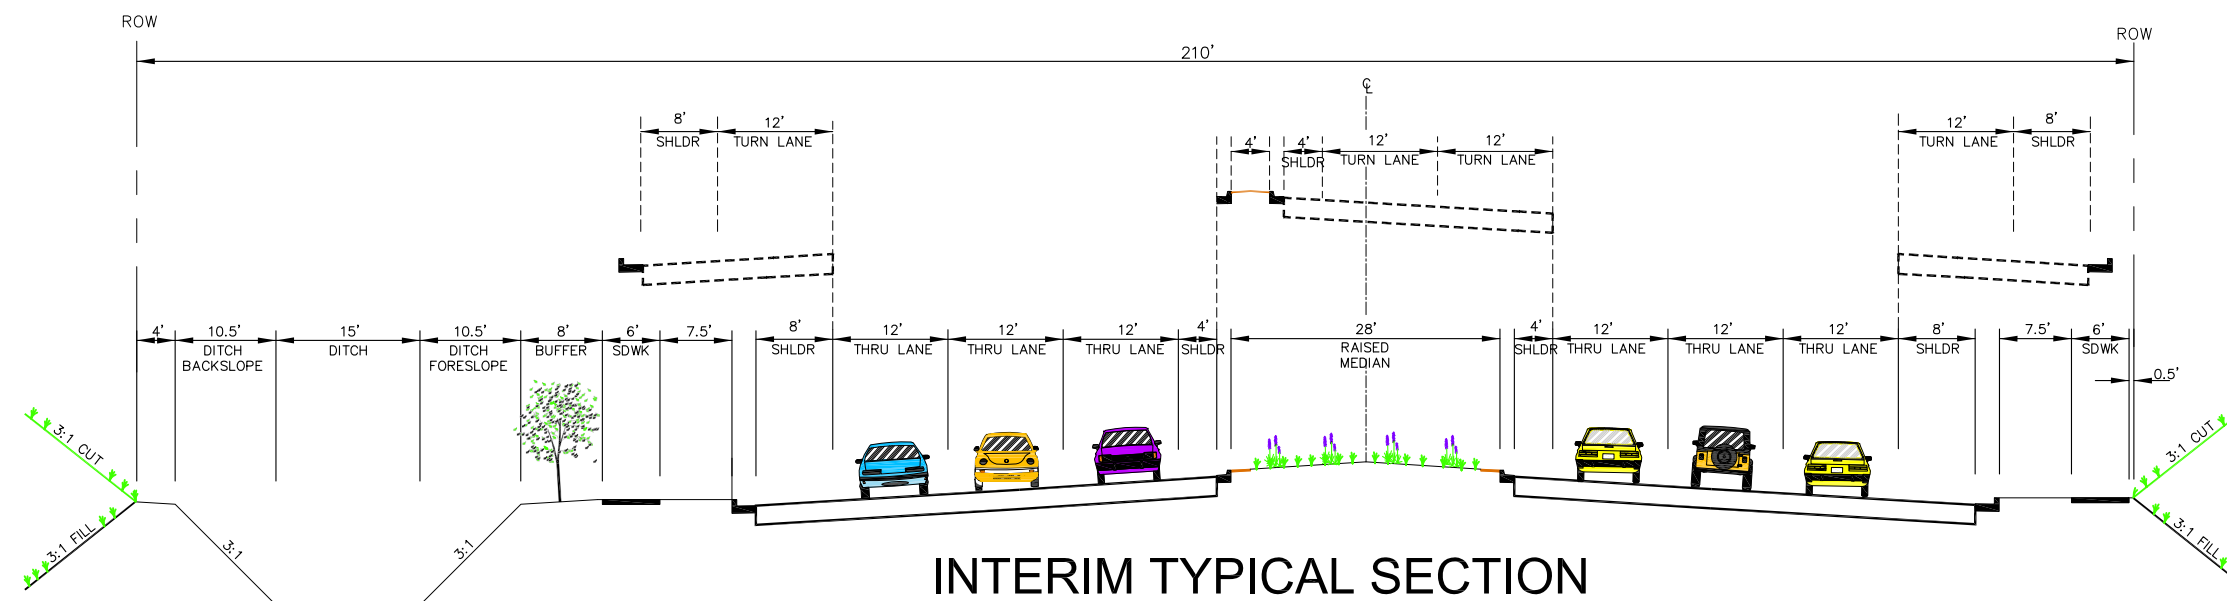 ROW
ROW
210'
℄
8'
12'
SHLDR
TURN LANE
4'
4'
12'
12'
SHLDR
TURN LANE
TURN LANE
12'
8'
TURN LANE
SHLDR
4'
10.5'
15'
10.5'
8'
6'
7.5'
8'
12'
12'
12'
4'
28'
4'
12'
12'
12'
8'
7.5'
6'
DITCH
BACKSLOPE
DITCH
DITCH
FORESLOPE
BUFFER
SDWK
SHLDR
THRU LANE
THRU LANE
THRU LANE
SHLDR
RAISED
MEDIAN
SHLDR
THRU LANE
THRU LANE
THRU LANE
SHLDR
SDWK
0.5'
3:1 CUT
3:1 FILL
3:1
3:1
3:1 CUT
3:1 FILL
INTERIM TYPICAL SECTION